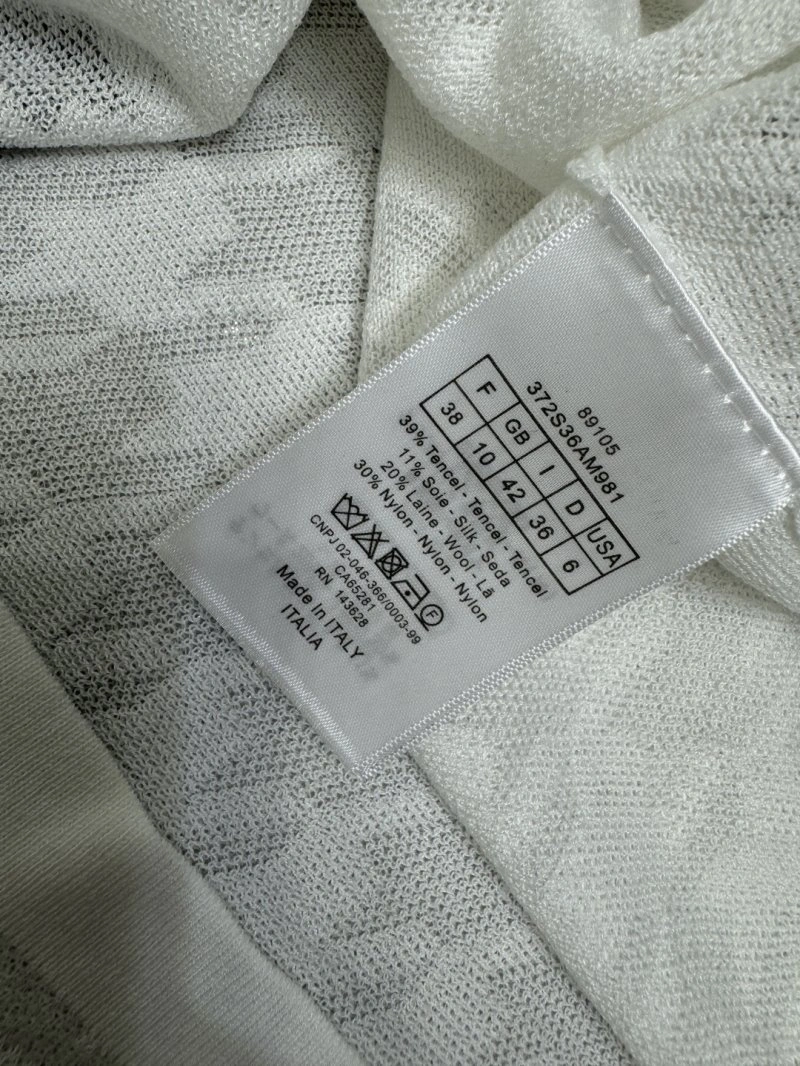 89105
372S36AM981
F GB I D USA
38 10 42 36 6
39% Tencel - Tencel - Tencel
11% Soie - Silk - Seda
20% Laine - Wool - Lã
30% Nylon - Nylon - Nylon
F
CNPJ 02-046-366/0003-99
CA65281
RN 143628
Made In ITALY
ITALIA